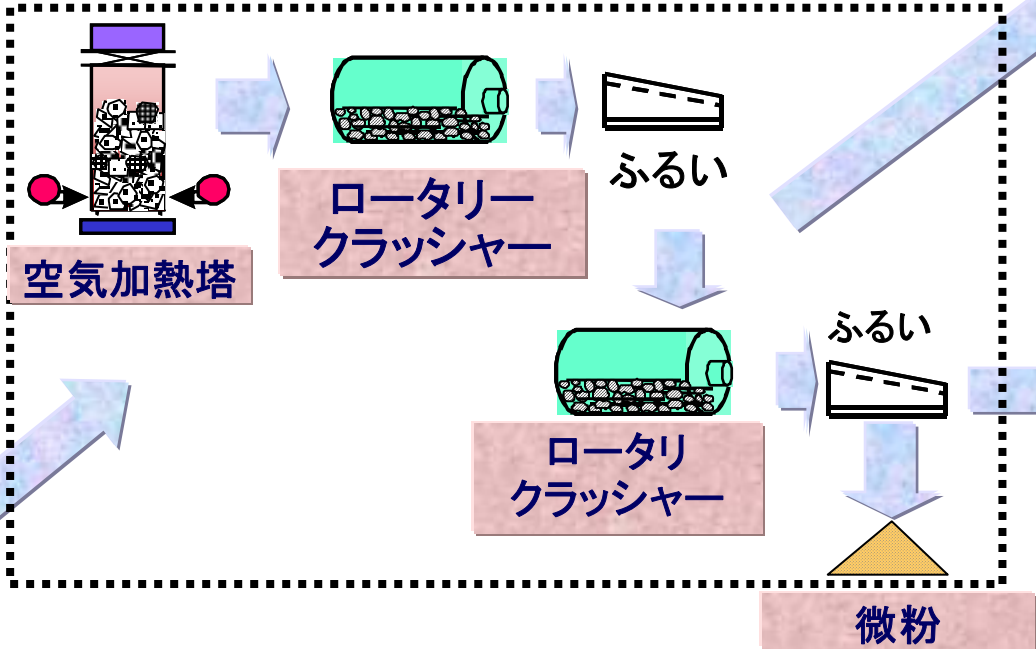 空気加熱塔
ロータリー
クラッシャー
ふるい
ロータリ
クラッシャー
ふるい
微粉